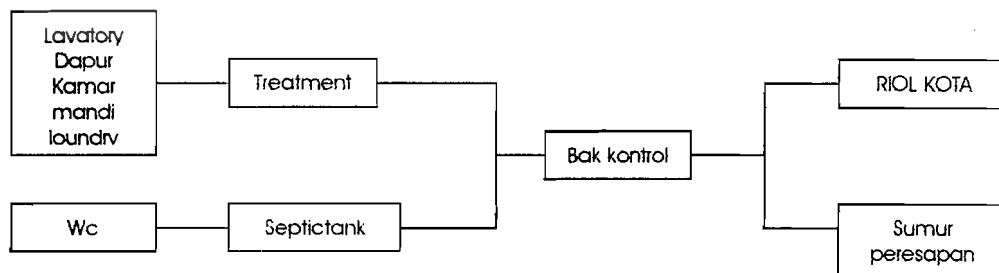 Lavatory
Dapur
Kamar
mandi
loundry
Treatment
RIOL KOTA
Bak kontrol
Wc
Septictank
Sumur
peresapan